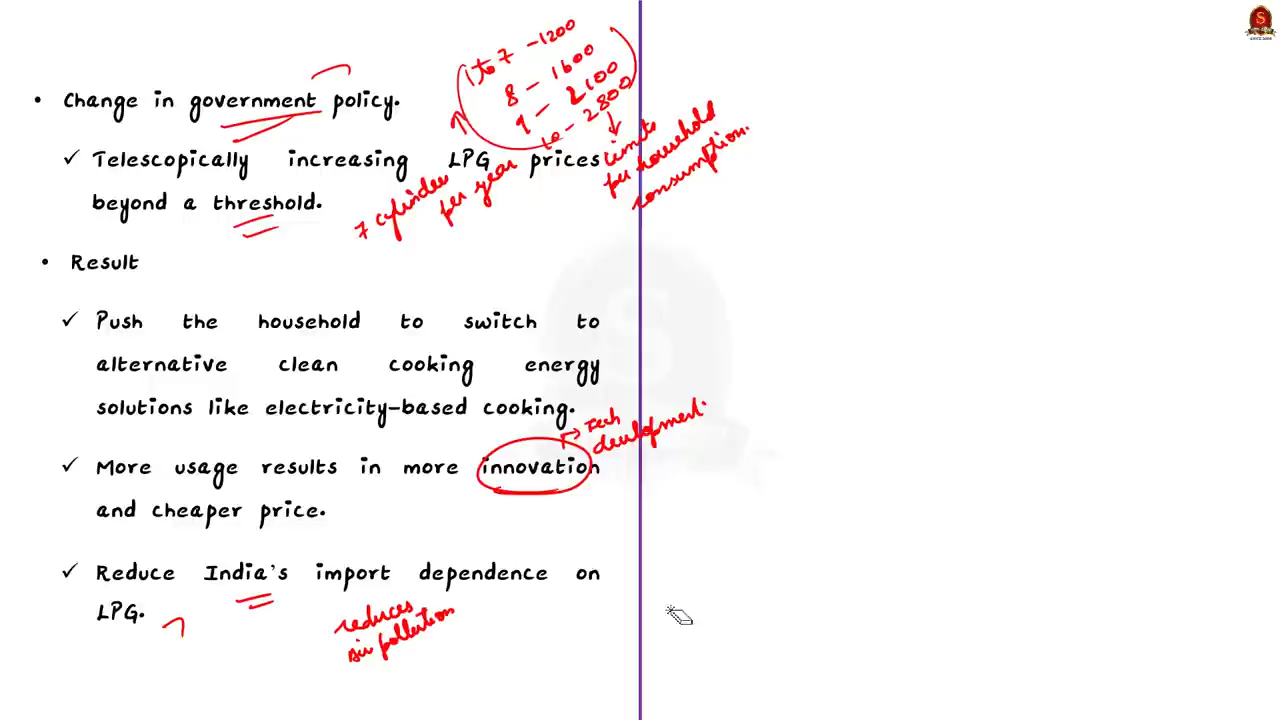 • Change in government policy.
1 to 7 - 1200
8 - 1600
9 - 2100
10 - 2800
✓ Telescopically increasing LPG prices
beyond a threshold.
7 cylinder
per year
limits
per household
consumption.
• Result
✓ Push the household to switch to
alternative clean cooking energy
solutions like electricity-based cooking.
→ Tech
development.
✓ More usage results in more innovation
and cheaper price.
✓ Reduce India's import dependence on
LPG.
reduces
air pollution
S